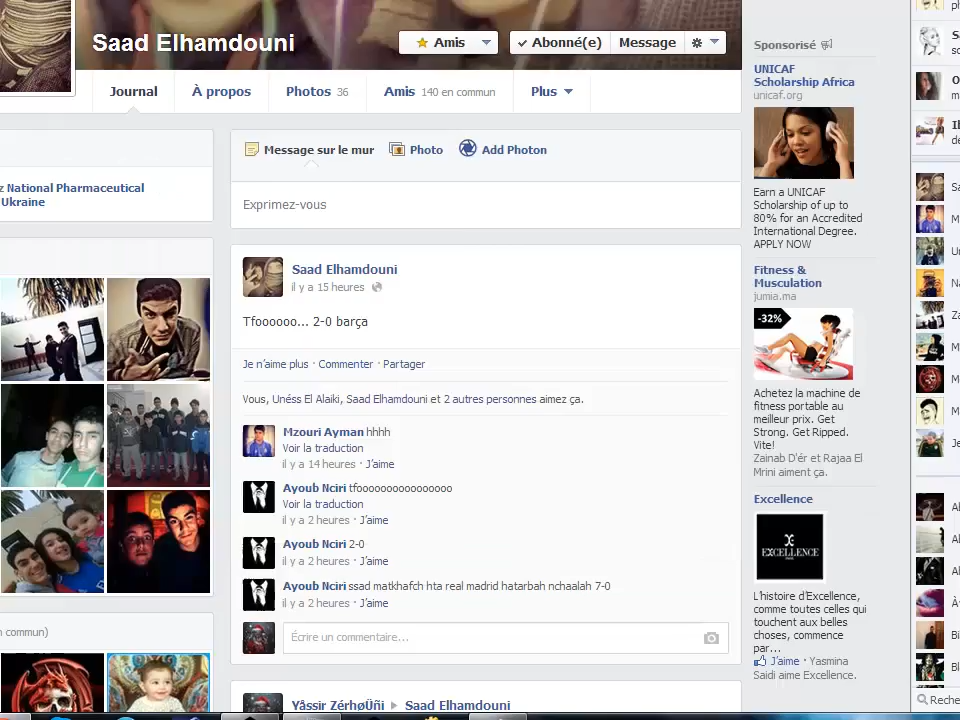 Saad Elhamdouni
Amis
Abonné(e)
Message
Journal
À propos
Photos 36
Amis 140 en commun
Plus
z National Pharmaceutical
Ukraine
n commun)
Message sur le mur
Photo
Add Photon
Exprimez-vous
Saad Elhamdouni
il y a 15 heures
Tfoooooo... 2-0 barça
Je n'aime plus · Commenter · Partager
Vous, Unéss El Alaiki, Saad Elhamdouni et 2 autres personnes aimez ça.
Mzouri Ayman hhhh
Voir la traduction
il y a 14 heures · J'aime
Ayoub Nciri tfoooooooooooooooo
Voir la traduction
il y a 2 heures · J'aime
Ayoub Nciri 2-0
il y a 2 heures · J'aime
Ayoub Nciri ssad matkhafch hta real madrid hatarbah nchaalah 7-0
il y a 2 heures · J'aime
Écrire un commentaire...
Yâssir ZérhøÜñi ▸ Saad Elhamdouni
Sponsorisé
UNICAF
Scholarship Africa
unicaf.org
Earn a UNICAF
Scholarship of up to
80% for an Accredited
International Degree.
APPLY NOW
Fitness &
Musculation
jumia.ma
-32%
Achetez la machine de
fitness portable au
meilleur prix. Get
Strong. Get Ripped.
Vite!
Zainab D'ér et Rajaa El
Mrini aiment ça.
Excellence
EXCELLENCE
L'histoire d'Excellence,
comme toutes celles qui
touchent aux belles
choses, commence
par...
J'aime · Yasmina
Saidi aime Excellence.
Reche